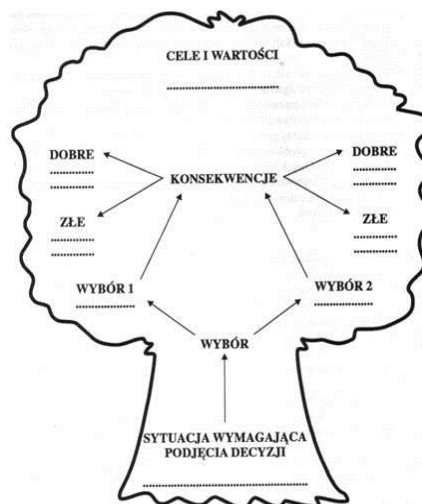 CELE I WARTOŚCI
DOBRE
DOBRE
KONSEKWENCJE
ZŁE
ZŁE
WYBÓR 1
WYBÓR 2
WYBÓR
SYTUACJA WYMAGAJĄCA
PODJĘCIA DECYZJI